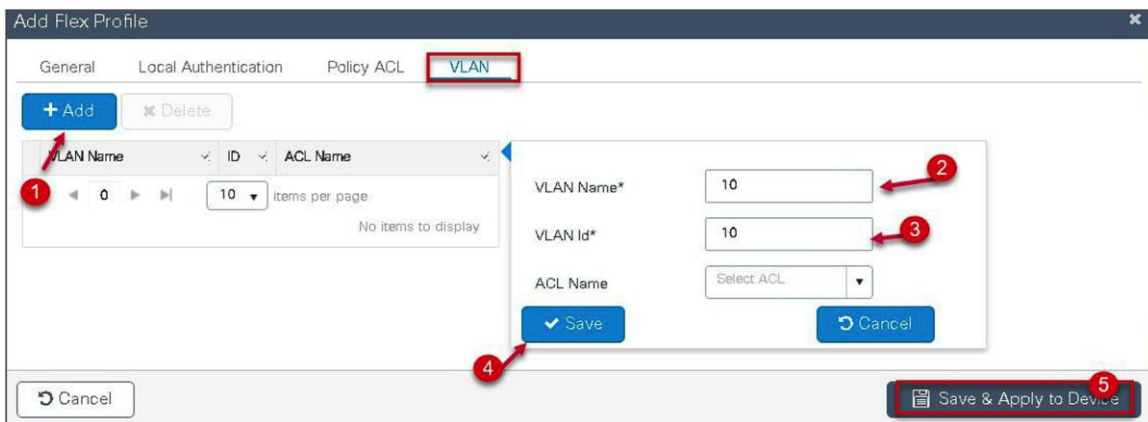 Add Flex Profile
General Local Authentication Policy ACL VLAN
+ Add ✖ Delete
VLAN Name ID ACL Name
1 0 10 items per page
No items to display
VLAN Name* 10 2
VLAN Id* 10 3
ACL Name Select ACL
Save Cancel
4
Cancel Save & Apply to Device 5